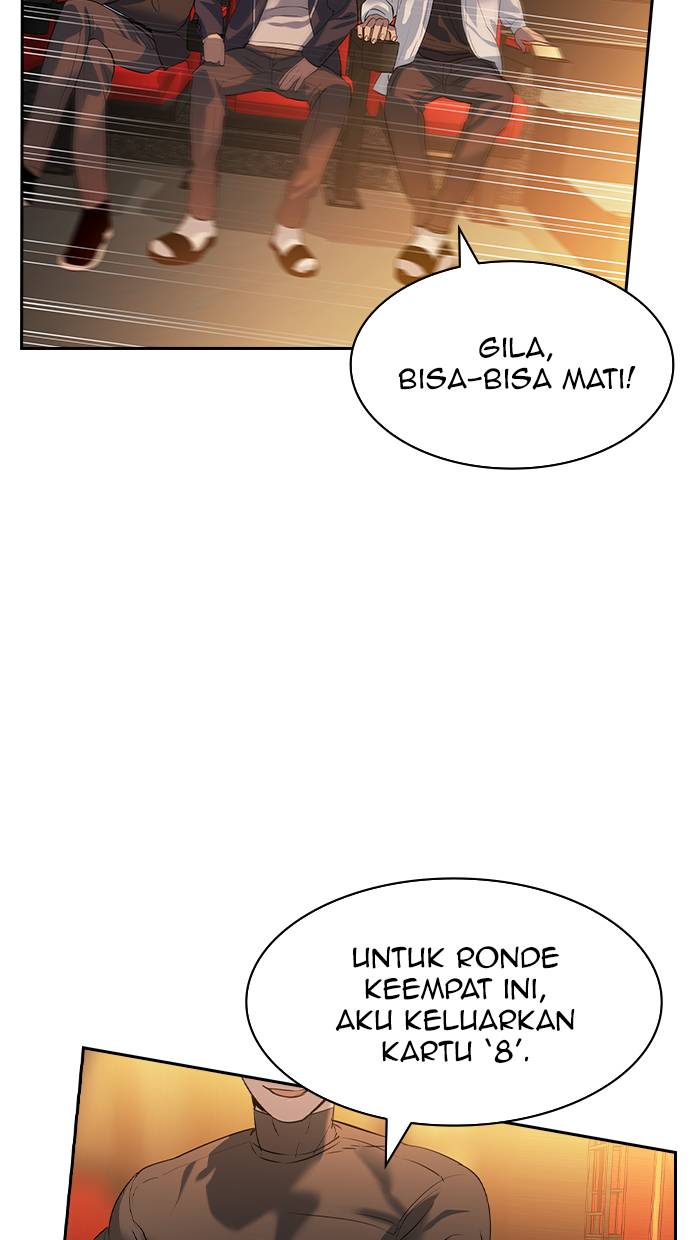 GILA,
BISA-BISA MATI!
UNTUK RONDE
KEEMPAT INI,
AKU KELUARKAN
KARTU ‘8’.